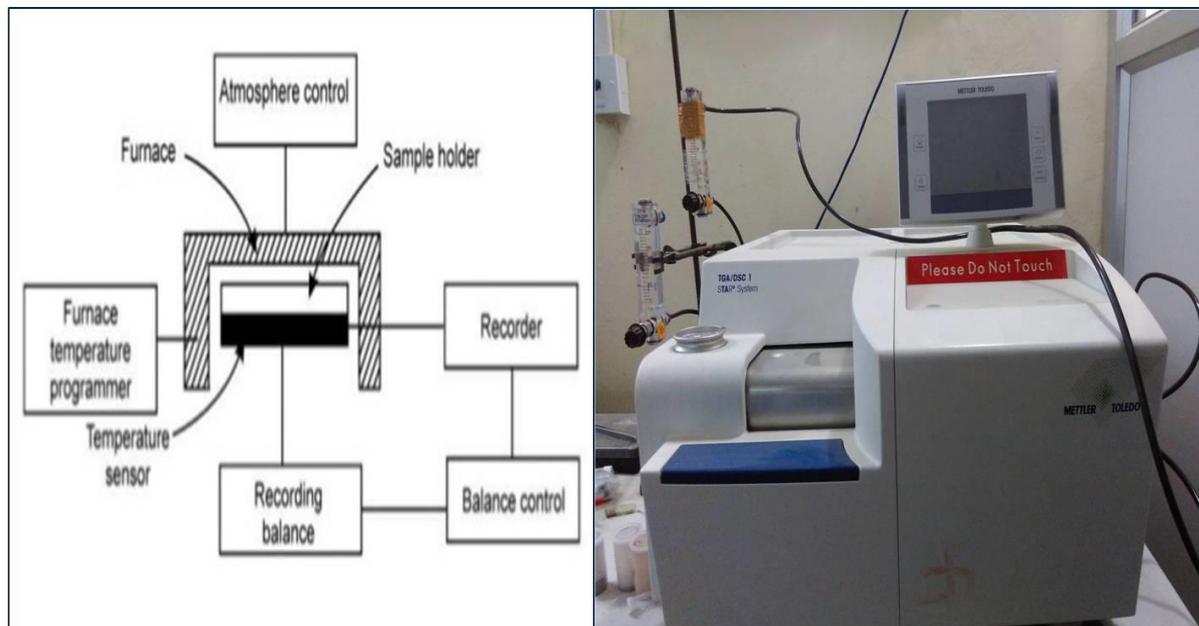 Atmosphere control
Furnace
Sample holder
Furnace
temperature
programmer
Recorder
Temperature
sensor
Recording
balance
Balance control
METTLER TOLEDO
TGA/DSC 1
STARe System
Please Do Not Touch
METTLER TOLEDO